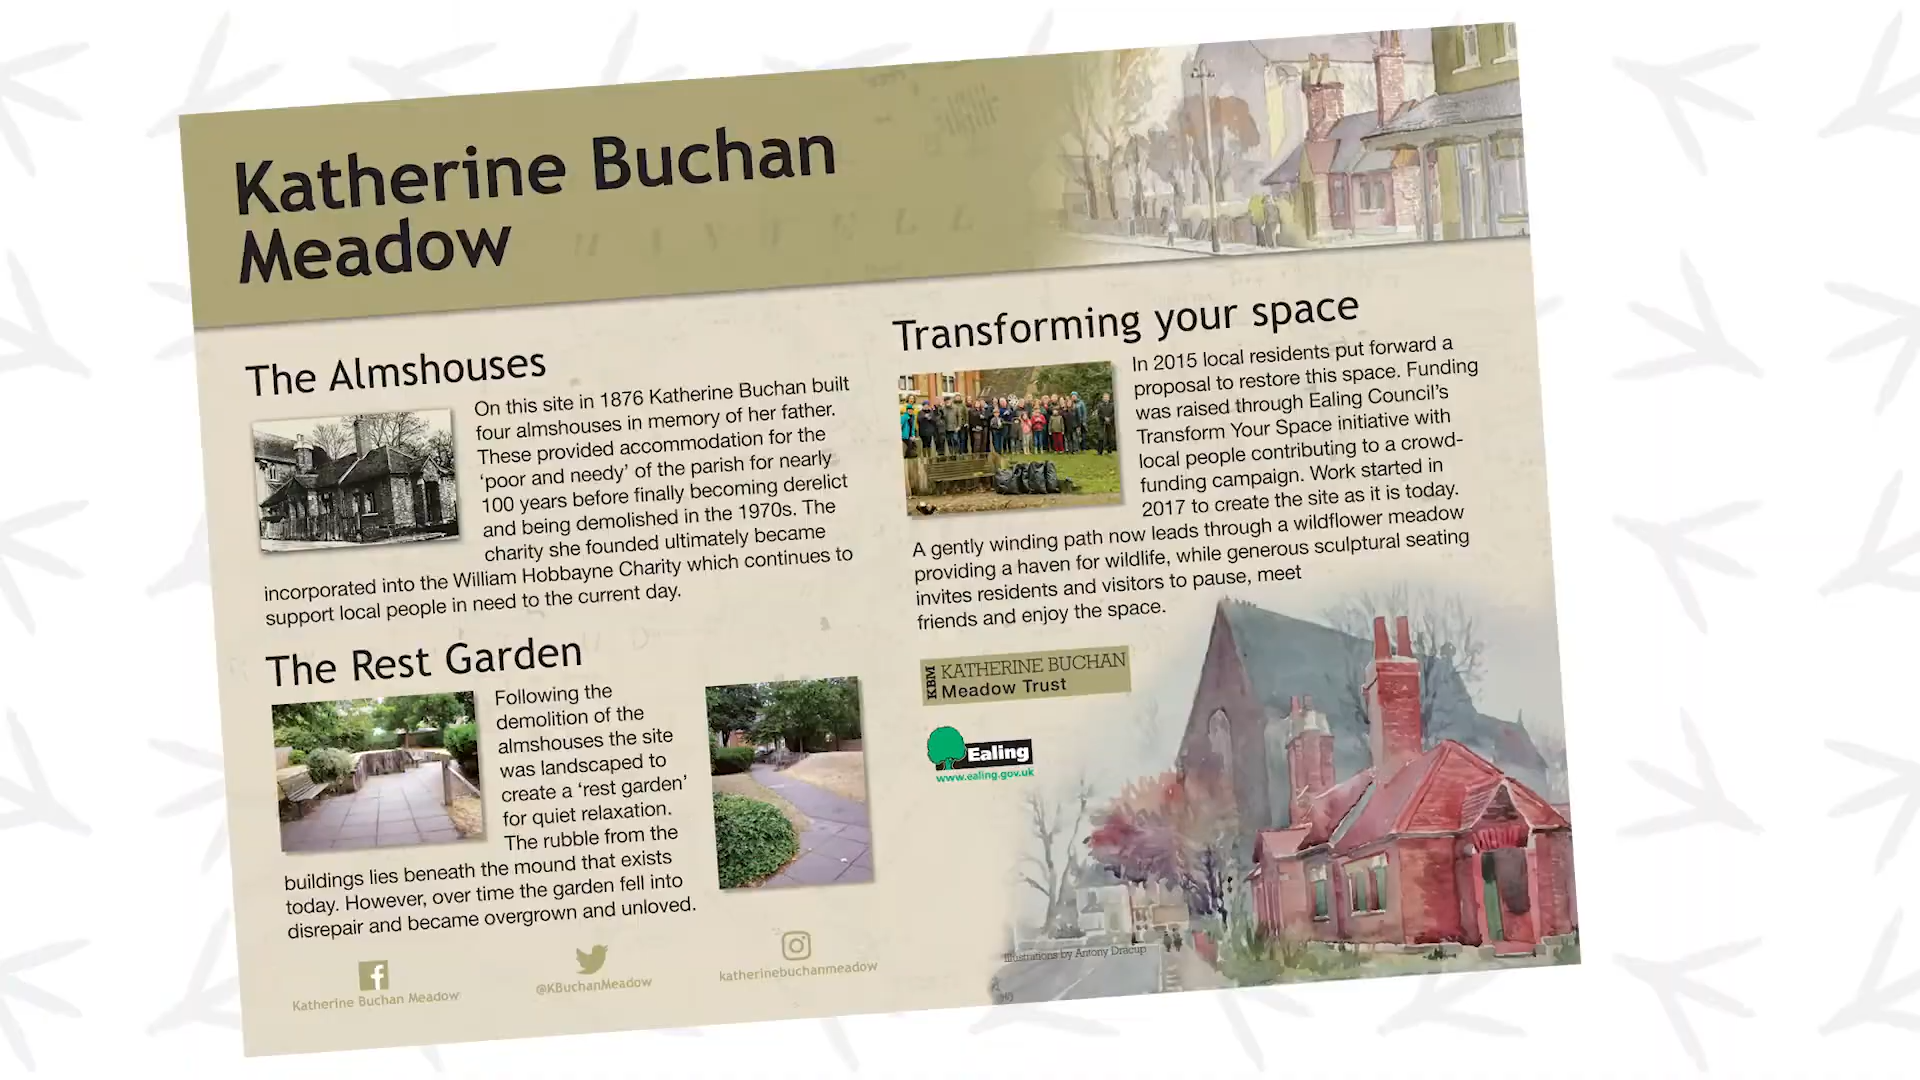 Katherine Buchan
Meadow
The Almshouses
On this site in 1876 Katherine Buchan built
four almshouses in memory of her father.
These provided accommodation for the
‘poor and needy’ of the parish for nearly
100 years before finally becoming derelict
and being demolished in the 1970s. The
charity she founded ultimately became
incorporated into the William Hobbayne Charity which continues to
support local people in need to the current day.
The Rest Garden
Following the
demolition of the
almshouses the site
was landscaped to
create a ‘rest garden’
for quiet relaxation.
The rubble from the
buildings lies beneath the mound that exists
today. However, over time the garden fell into
disrepair and became overgrown and unloved.
Katherine Buchan Meadow
@KBuchanMeadow
katherinebuchanmeadow
Transforming your space
In 2015 local residents put forward a
proposal to restore this space. Funding
was raised through Ealing Council’s
Transform Your Space initiative with
local people contributing to a crowd-
funding campaign. Work started in
2017 to create the site as it is today.
A gently winding path now leads through a wildflower meadow
providing a haven for wildlife, while generous sculptural seating
invites residents and visitors to pause, meet
friends and enjoy the space.
KBM
KATHERINE BUCHAN
Meadow Trust
Ealing
www.ealing.gov.uk
Illustrations by Antony Dracup